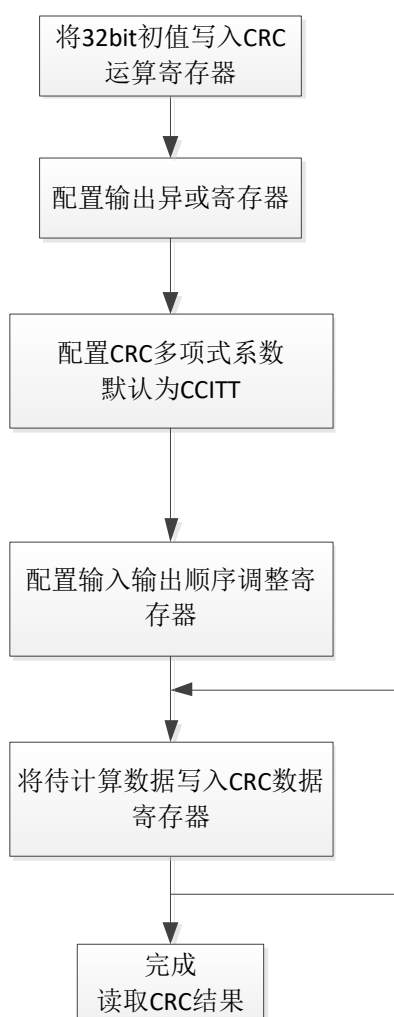 将32bit初值写入CRC
运算寄存器
配置输出异或寄存器
配置CRC多项式系数
默认为CCITT
配置输入输出顺序调整寄
存器
将待计算数据写入CRC数据
寄存器
完成
读取CRC结果